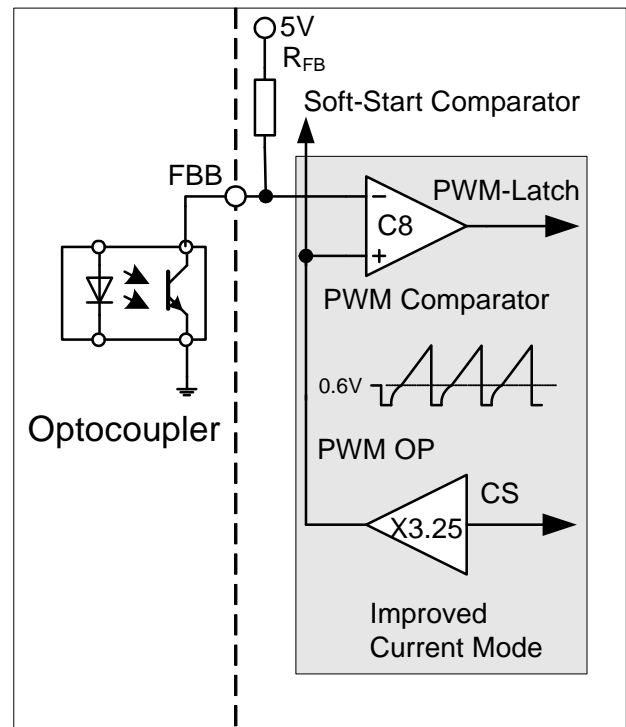 5V
RFB
Soft-Start Comparator
FBB
PWM-Latch
−
C8
+
PWM Comparator
0.6V
Optocoupler
PWM OP
CS
X3.25
Improved
Current Mode